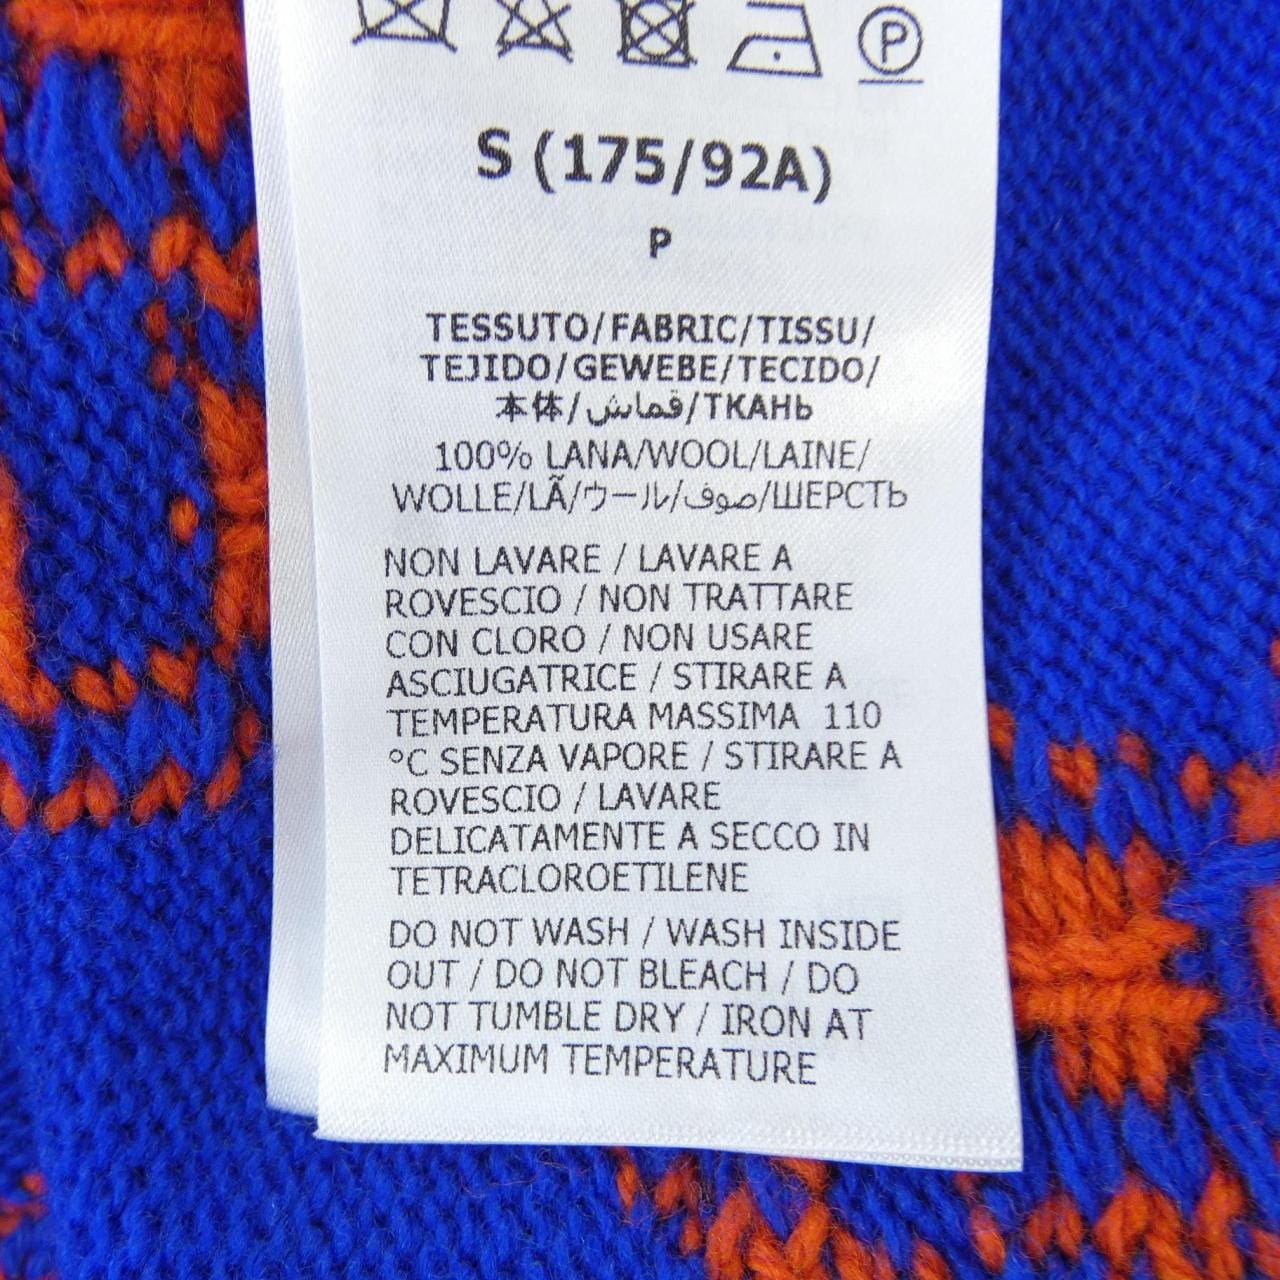 P
S (175/92A)
P
TESSUTO/FABRIC/TISSU/
TEJIDO/GEWEBE/TECIDO/
本体/قماش/ТКАНЬ
100% LANA/WOOL/LAINE/
WOLLE/LÃ/ウール/صوف/ШЕРСТЬ
NON LAVARE / LAVARE A
ROVESCIO / NON TRATTARE
CON CLORO / NON USARE
ASCIUGATRICE / STIRARE A
TEMPERATURA MASSIMA 110
°C SENZA VAPORE / STIRARE A
ROVESCIO / LAVARE
DELICATAMENTE A SECCO IN
TETRACLOROETILENE
DO NOT WASH / WASH INSIDE
OUT / DO NOT BLEACH / DO
NOT TUMBLE DRY / IRON AT
MAXIMUM TEMPERATURE